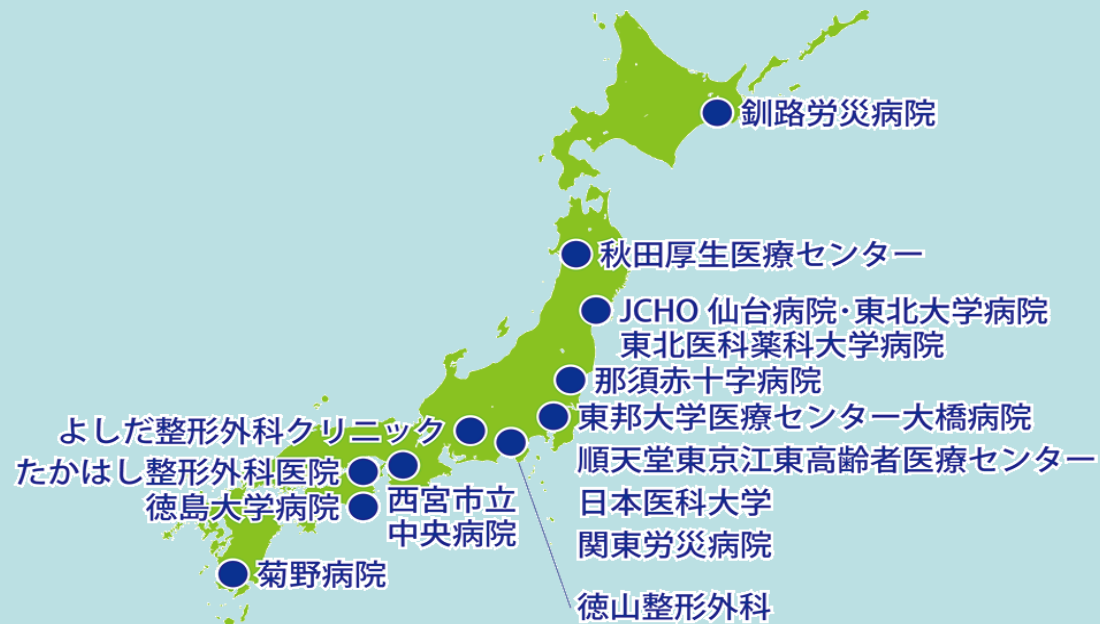 釧路労災病院
秋田厚生医療センター
JCHO 仙台病院･東北大学病院
東北医科薬科大学病院
那須赤十字病院
東邦大学医療センター大橋病院
順天堂東京江東高齢者医療センター
日本医科大学
関東労災病院
徳山整形外科
よしだ整形外科クリニック
たかはし整形外科医院
徳島大学病院
西宮市立
中央病院
菊野病院